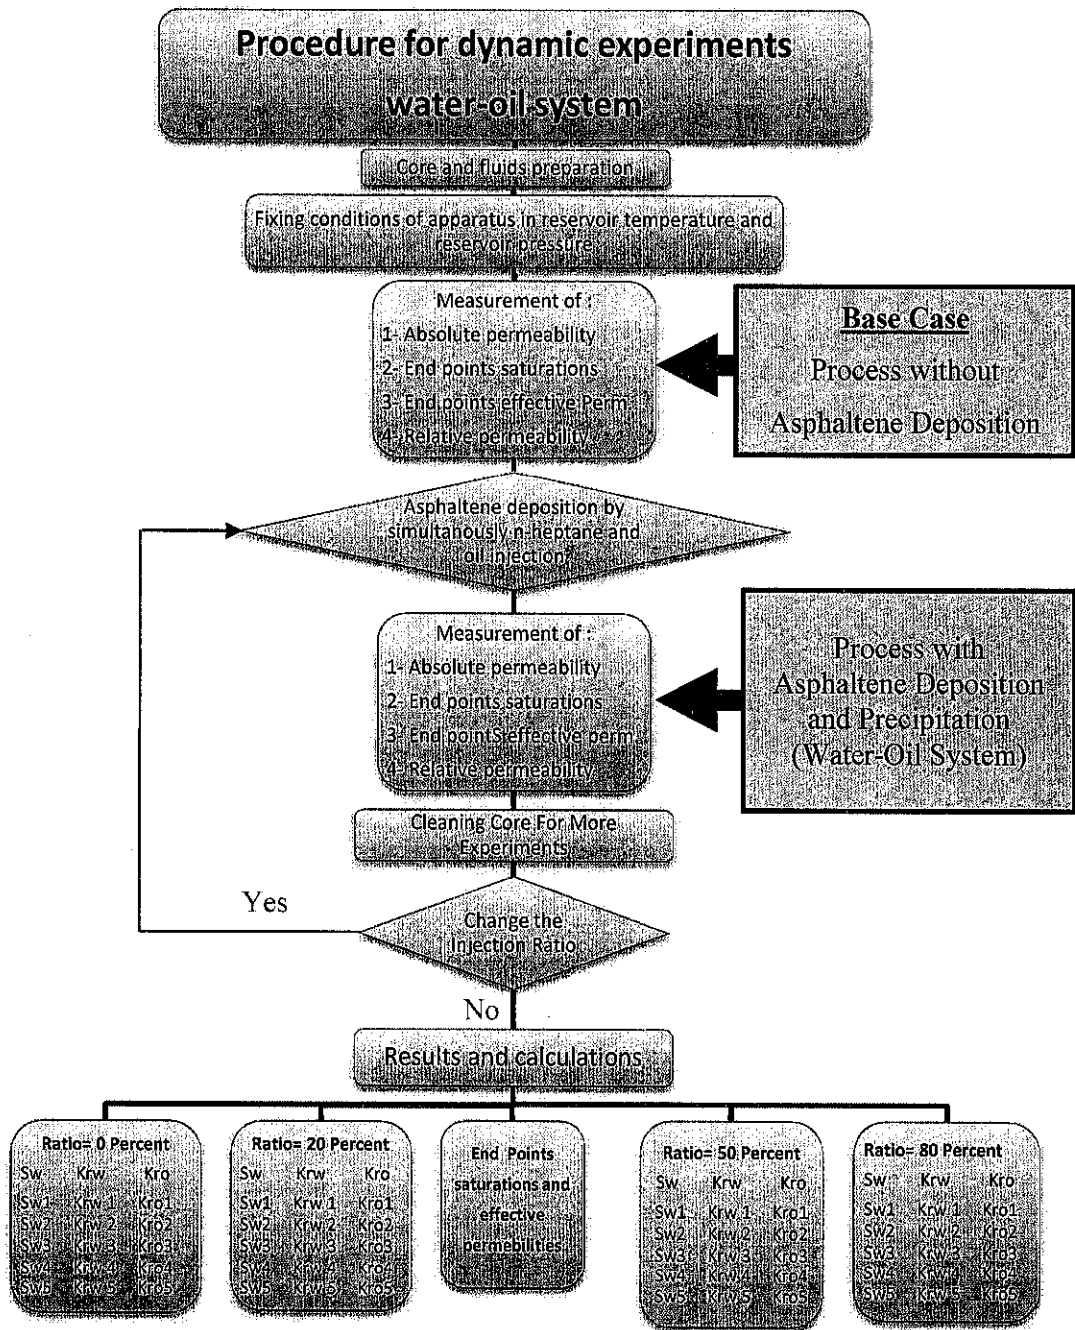 Procedure for dynamic experiments
water-oil system
Core and fluids preparation
Fixing conditions of apparatus in reservoir temperature and
reservoir pressure
Measurement of :
1- Absolute permeability
2- End points saturations
3- End points effective Perm.
4- Relative permeability
Base Case
Process without
Asphaltene Deposition
Asphaltene deposition by
simultanously n-heptane and
oil injection
Measurement of :
1- Absolute permeability
2- End points saturations
3- End pointS effective perm.
4- Relative permeability
Process with
Asphaltene Deposition
and Precipitation
(Water-Oil System)
Cleaning Core For More
Experiments
Yes
Change the
Injection Ratio
No
Results and calculations
Ratio= 0 Percent
Sw Krw Kro
Sw1 Krw 1 Kro1
Sw2 Krw 2 Kro2
Sw3 Krw 3 Kro3
Sw4 Krw 4 Kro4
Sw5 Krw 5 Kro5
Ratio= 20 Percent
Sw Krw Kro
Sw1 Krw 1 Kro1
Sw2 Krw 2 Kro2
Sw3 Krw 3 Kro3
Sw4 Krw 4 Kro4
Sw5 Krw 5 Kro5
End Points
saturations and
effective
permebilities
Ratio= 50 Percent
Sw Krw Kro
Sw1 Krw 1 Kro1
Sw2 Krw 2 Kro2
Sw3 Krw 3 Kro3
Sw4 Krw 4 Kro4
Sw5 Krw 5 Kro5
Ratio= 80 Percent
Sw Krw Kro
Sw1 Krw 1 Kro1
Sw2 Krw 2 Kro2
Sw3 Krw 3 Kro3
Sw4 Krw 4 Kro4
Sw5 Krw 5 Kro5